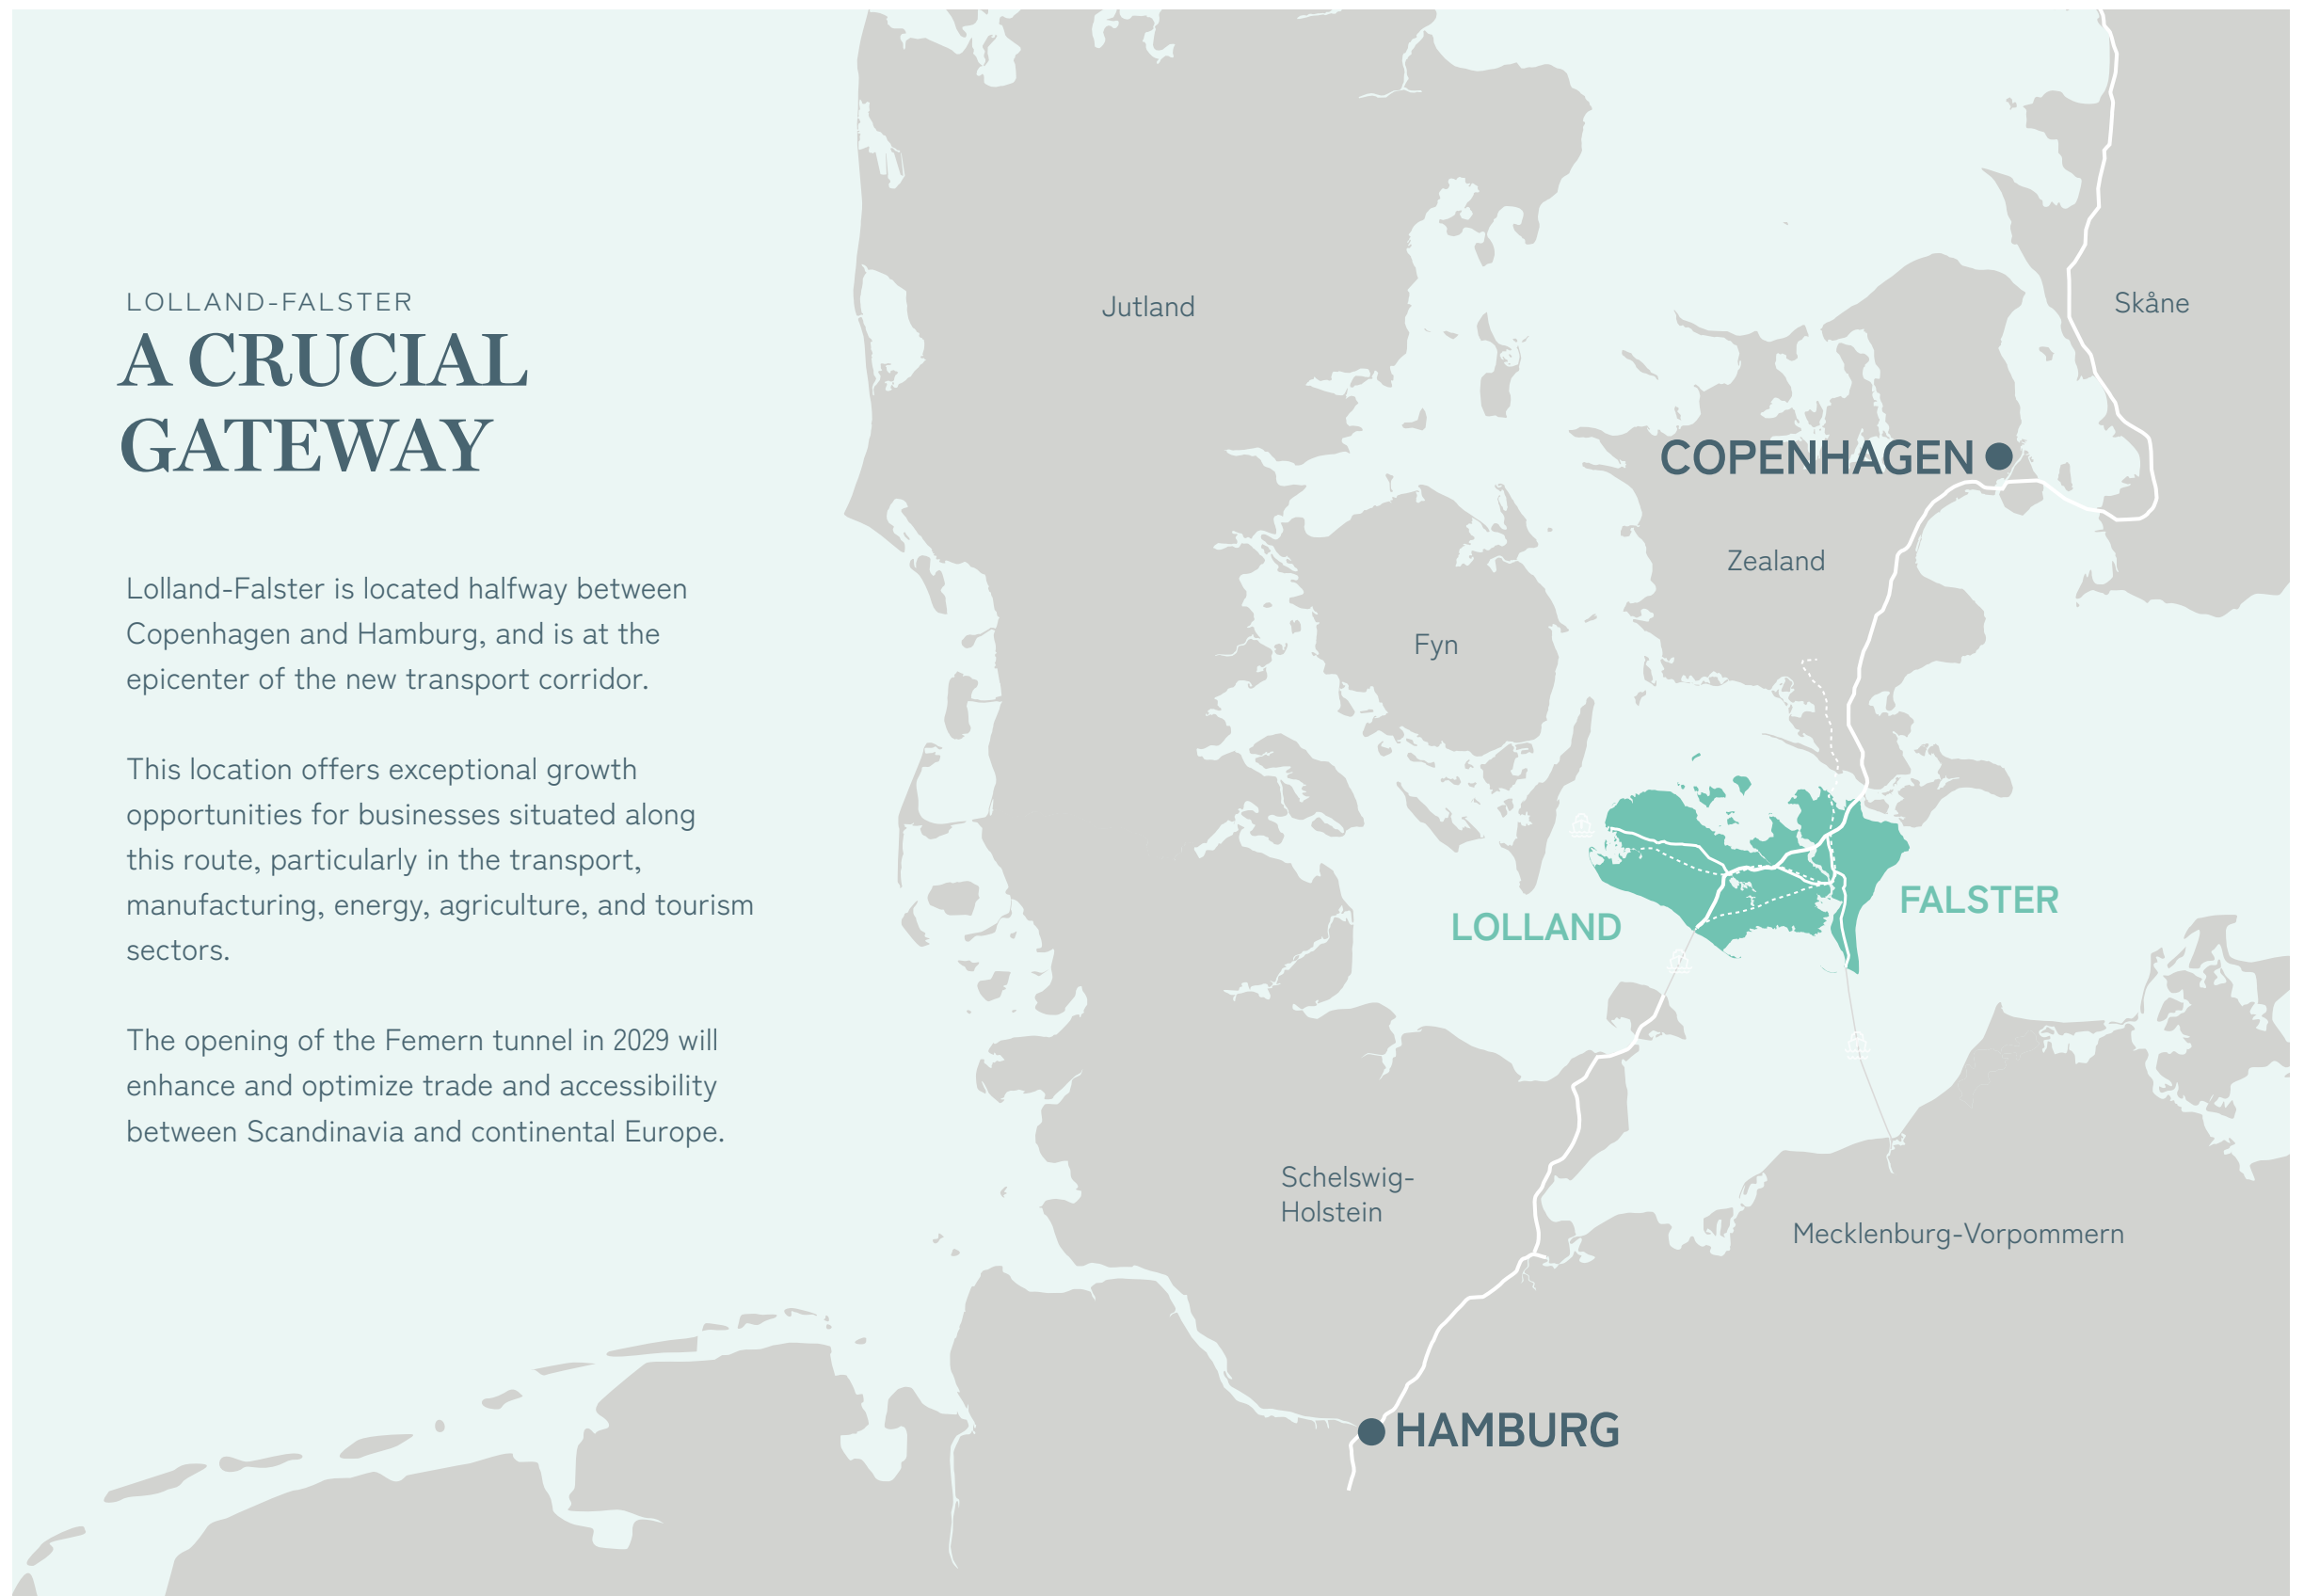 LOLLAND-FALSTER
A CRUCIAL
GATEWAY
Lolland-Falster is located halfway between
Copenhagen and Hamburg, and is at the
epicenter of the new transport corridor.
This location offers exceptional growth
opportunities for businesses situated along
this route, particularly in the transport,
manufacturing, energy, agriculture, and tourism
sectors.
The opening of the Femern tunnel in 2029 will
enhance and optimize trade and accessibility
between Scandinavia and continental Europe.
Jutland
Skåne
COPENHAGEN
Zealand
Fyn
FALSTER
LOLLAND
Schelswig-
Holstein
Mecklenburg-Vorpommern
HAMBURG